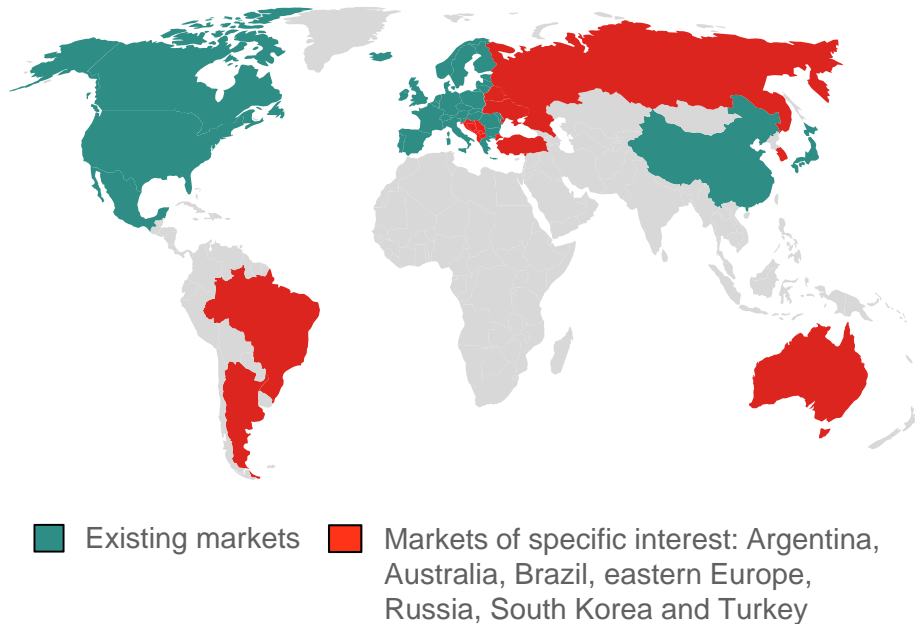 Existing markets
Markets of specific interest: Argentina,
Australia, Brazil, eastern Europe,
Russia, South Korea and Turkey